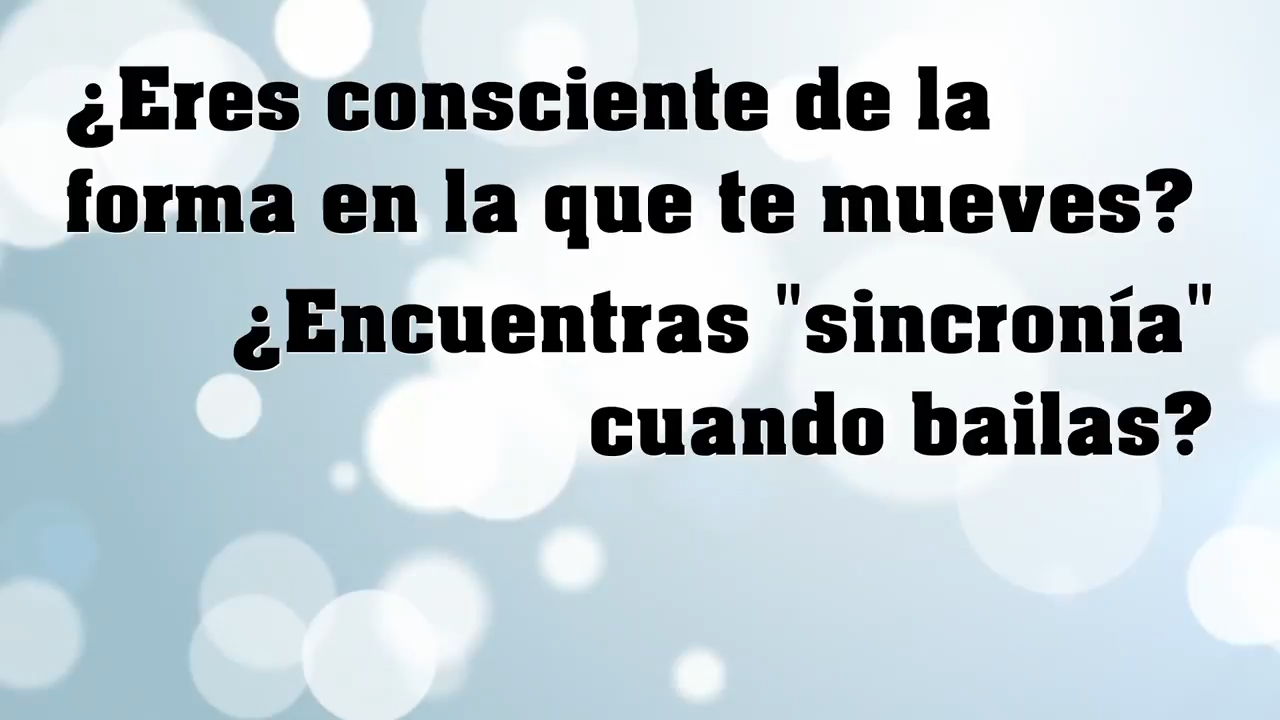 ¿Eres consciente de la
forma en la que te mueves?
¿Encuentras "sincronía"
cuando bailas?